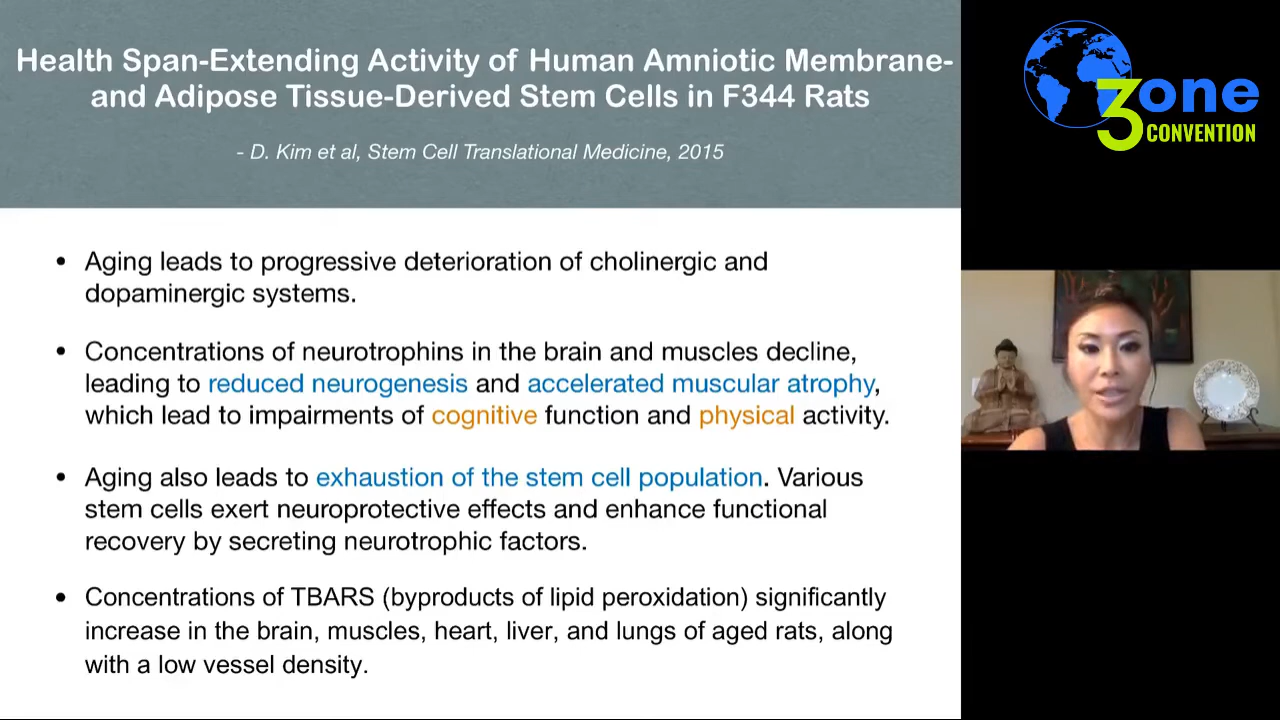 Health Span-Extending Activity of Human Amniotic Membrane-
and Adipose Tissue-Derived Stem Cells in F344 Rats
- D. Kim et al, Stem Cell Translational Medicine, 2015
• Aging leads to progressive deterioration of cholinergic and
dopaminergic systems.
• Concentrations of neurotrophins in the brain and muscles decline,
leading to reduced neurogenesis and accelerated muscular atrophy,
which lead to impairments of cognitive function and physical activity.
• Aging also leads to exhaustion of the stem cell population. Various
stem cells exert neuroprotective effects and enhance functional
recovery by secreting neurotrophic factors.
• Concentrations of TBARS (byproducts of lipid peroxidation) significantly
increase in the brain, muscles, heart, liver, and lungs of aged rats, along
with a low vessel density.
O3one
CONVENTION